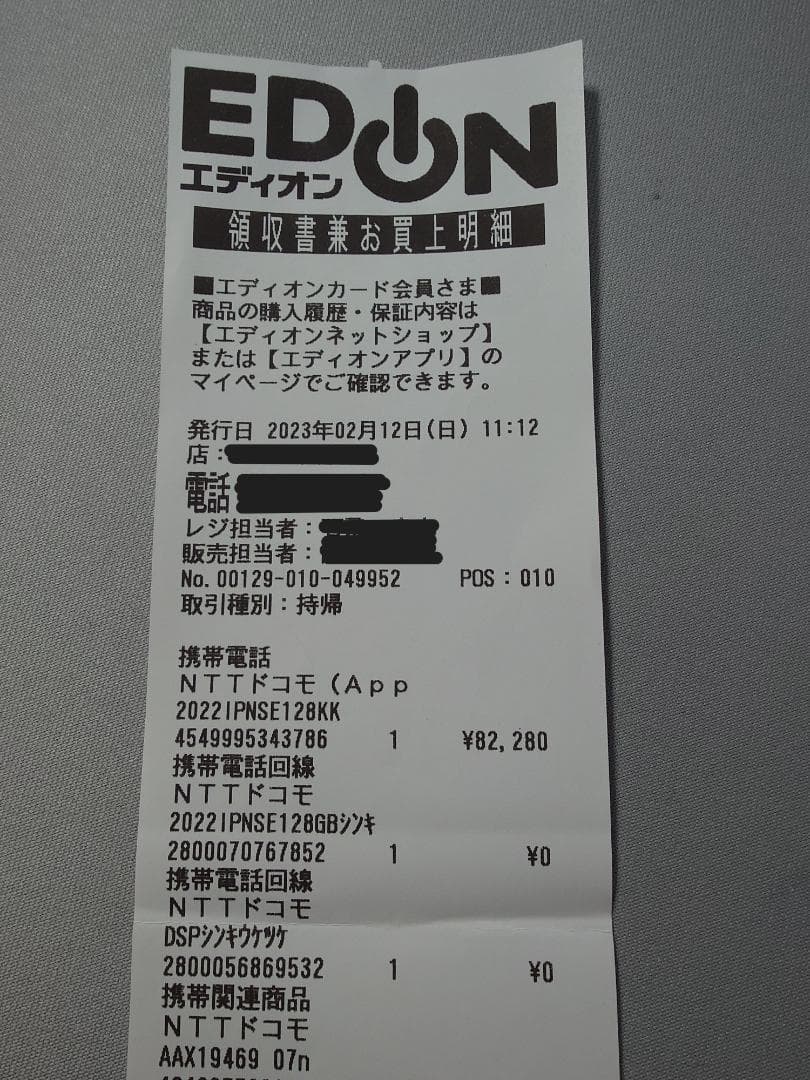 EDION
エディオン
領収書兼お買上明細
■エディオンカード会員さま■
商品の購入履歴・保証内容は
【エディオンネットショップ】
または【エディオンアプリ】の
マイページでご確認できます。
発行日 2023年02月12日(日) 11:12
店:
電話
レジ担当者:
販売担当者:
No.00129-010-049952 POS:010
取引種別:持帰
携帯電話
NTTドコモ(App
2022IPNSE128KK
4549995343786 1 ¥82,280
携帯電話回線
NTTドコモ
2022IPNSE128GBシンキ
2800070767852 1 ¥0
携帯電話回線
NTTドコモ
DSPシンキウケツケ
2800056869532 1 ¥0
携帯関連商品
NTTドコモ
AAX19469 07n